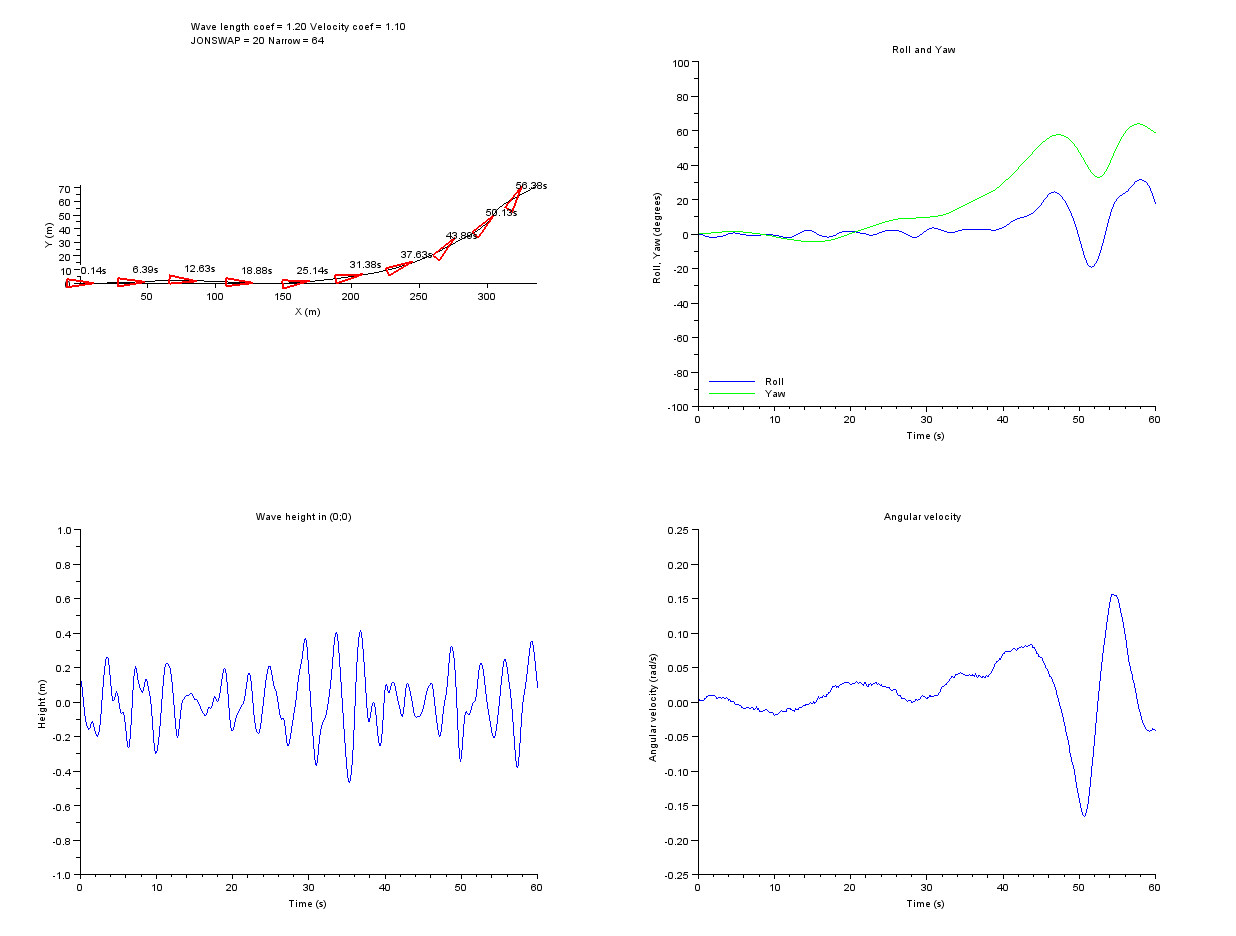 Wave length coef = 1.20 Velocity coef = 1.10
JONSWAP = 20 Narrow = 64
70
60
50
40
30
20
10
0
Y (m)
0.14s
6.39s
12.63s
18.88s
25.14s
31.38s
37.63s
43.89s
50.13s
56.38s
50
100
150
200
250
300
X (m)
Roll and Yaw
100
80
60
40
20
0
-20
-40
-60
-80
-100
Roll, Yaw (degrees)
Roll
Yaw
0
10
20
30
40
50
60
Time (s)
Wave height in (0;0)
1.0
0.8
0.6
0.4
0.2
0.0
-0.2
-0.4
-0.6
-0.8
-1.0
Height (m)
0
10
20
30
40
50
60
Time (s)
Angular velocity
0.25
0.20
0.15
0.10
0.05
0.00
-0.05
-0.10
-0.15
-0.20
-0.25
Angular velocity (rad/s)
0
10
20
30
40
50
60
Time (s)